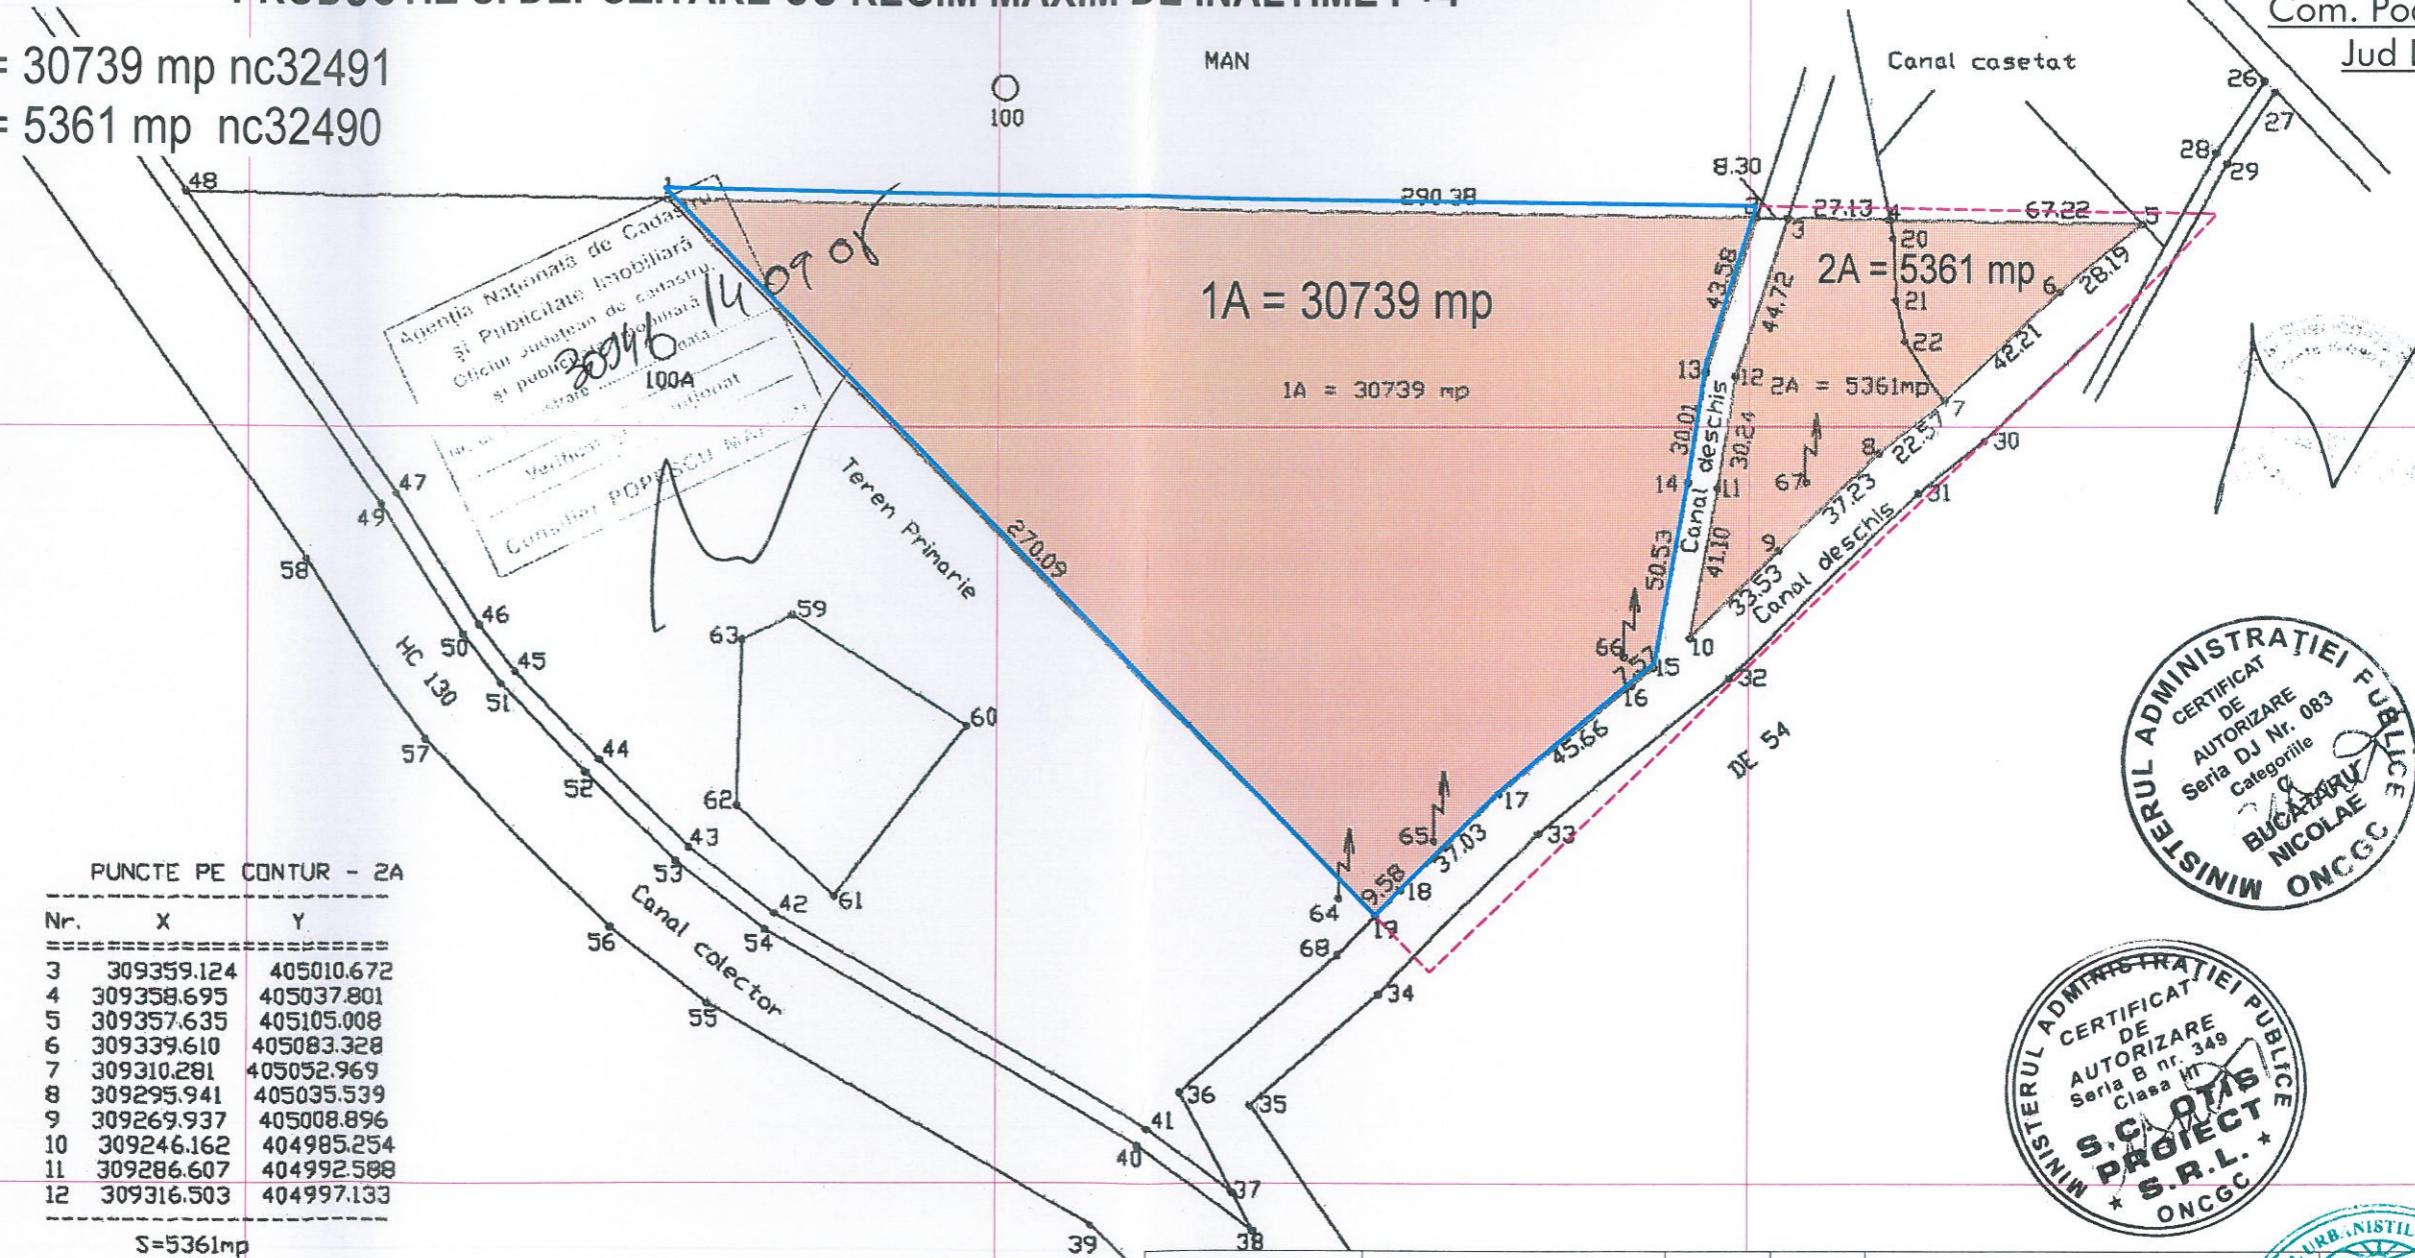 = 30739 mp nc32491
= 5361 mp nc32490
MAN
100
Canal casetat
Jud
48
1
290.38
8.30
2
27.13
3
4
67.22
5
26
27
28
29
20
21
22
6
28.19
42.21
7
22.57
8
37.23
9
33.53
10
1A = 30739 mp
1A = 30739 mp
2A = 5361 mp
2A = 5361mp
43.58
44.72
13
12
30.01
30.24
Canal deschis
14
11
50.53
41.10
67
30
31
Canal deschis
32
DE 54
33
34
35
66
7.57
15
16
45.66
17
37.03
65
18
9.58
19
64
68
36
270.09
Teren Primarie
Agenția Națională de Cadastru
și Publicitate Imobiliară
30946
14 09 08
100A
Consilier POPESCU
47
49
58
46
50
45
51
HC 130
57
44
52
43
53
42
54
56
55
Canal colector
59
63
60
62
61
41
40
37
38
39
PUNCTE PE CONTUR - 2A
Nr. X Y
3 309359.124 405010.672
4 309358.695 405037.801
5 309357.635 405105.008
6 309339.610 405083.328
7 309310.281 405052.969
8 309295.941 405035.539
9 309269.937 405008.896
10 309246.162 404985.254
11 309286.607 404992.588
12 309316.503 404997.133
S=5361mp
MINISTERUL ADMINISTRAȚIEI PUBLICE
CERTIFICAT
DE
AUTORIZARE
Seria DJ Nr. 083
Categoriile
BUCĂTARU
NICOLAE
ONCGC
MINISTERUL ADMINISTRAȚIEI PUBLICE
CERTIFICAT
DE
AUTORIZARE
Seria B nr. 349
Clasa III
S.C. OTIS
PROIECT
S.R.L.
ONCGC